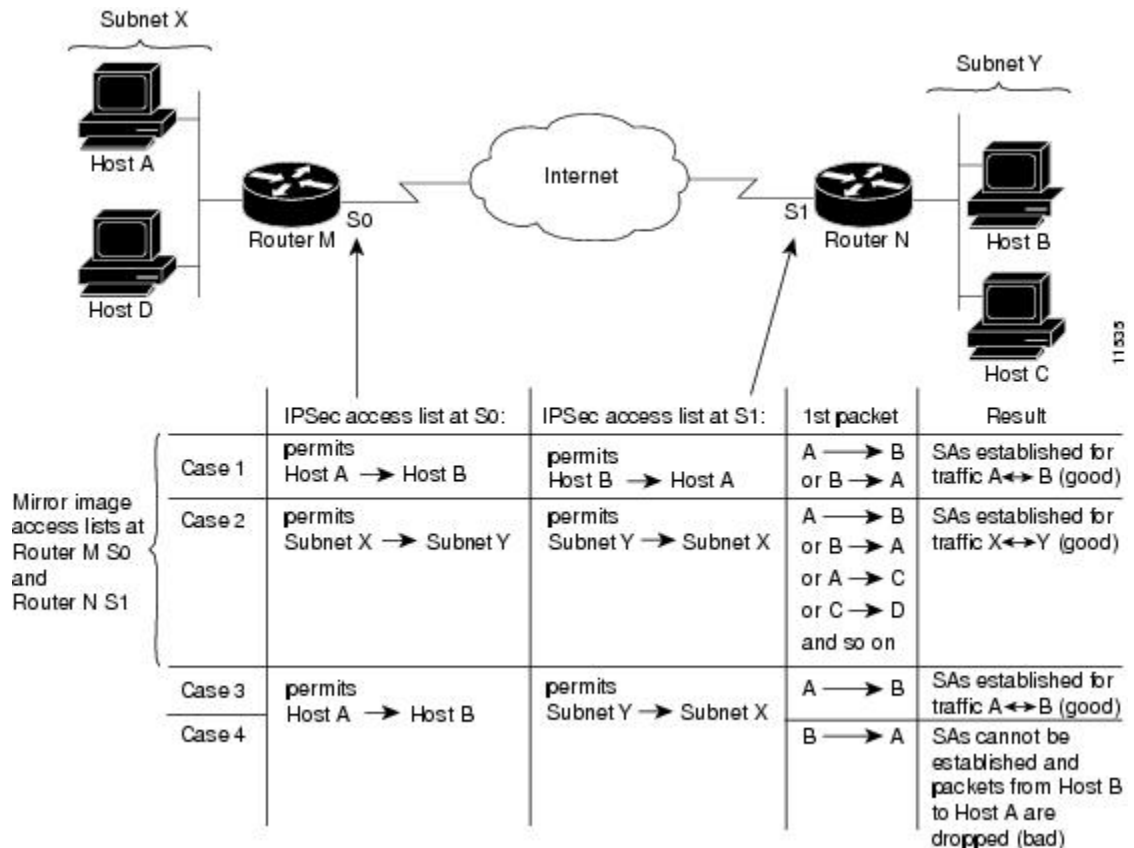 Subnet X
Subnet Y
Host A
Internet
Router M
S0
S1
Router N
Host B
Host D
Host C
11535
IPSec access list at S0:
IPSec access list at S1:
1st packet
Result
Mirror image
access lists at
Router M S0
and
Router N S1
Case 1
permits
Host A → Host B
permits
Host B → Host A
A → B
or B → A
SAs established for
traffic A↔B (good)
Case 2
permits
Subnet X → Subnet Y
permits
Subnet Y → Subnet X
A → B
or B → A
or A → C
or C → D
and so on
SAs established for
traffic X↔Y (good)
Case 3
permits
Host A → Host B
permits
Subnet Y → Subnet X
A → B
SAs established for
traffic A↔B (good)
Case 4
B → A
SAs cannot be
established and
packets from Host B
to Host A are
dropped (bad)